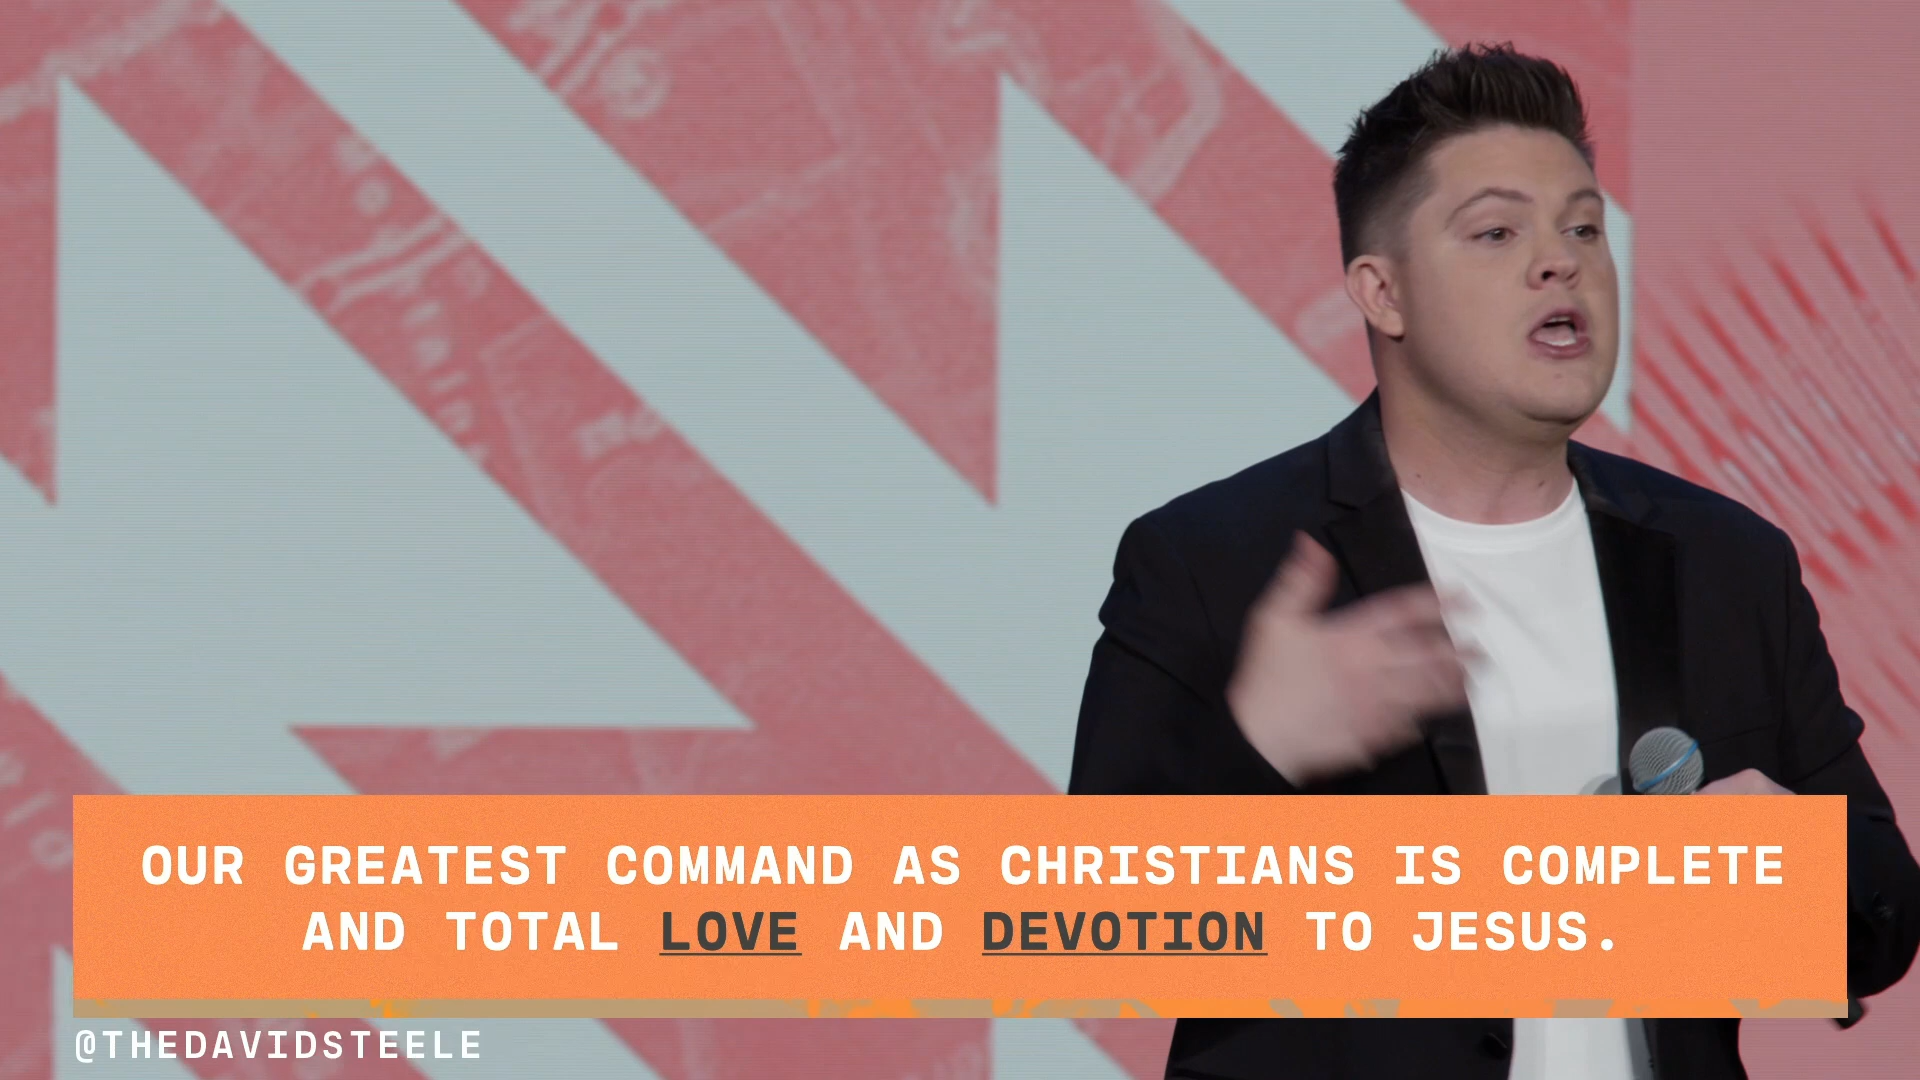 OUR GREATEST COMMAND AS CHRISTIANS IS COMPLETE
AND TOTAL LOVE AND DEVOTION TO JESUS.
@THEDAVIDSTEELE